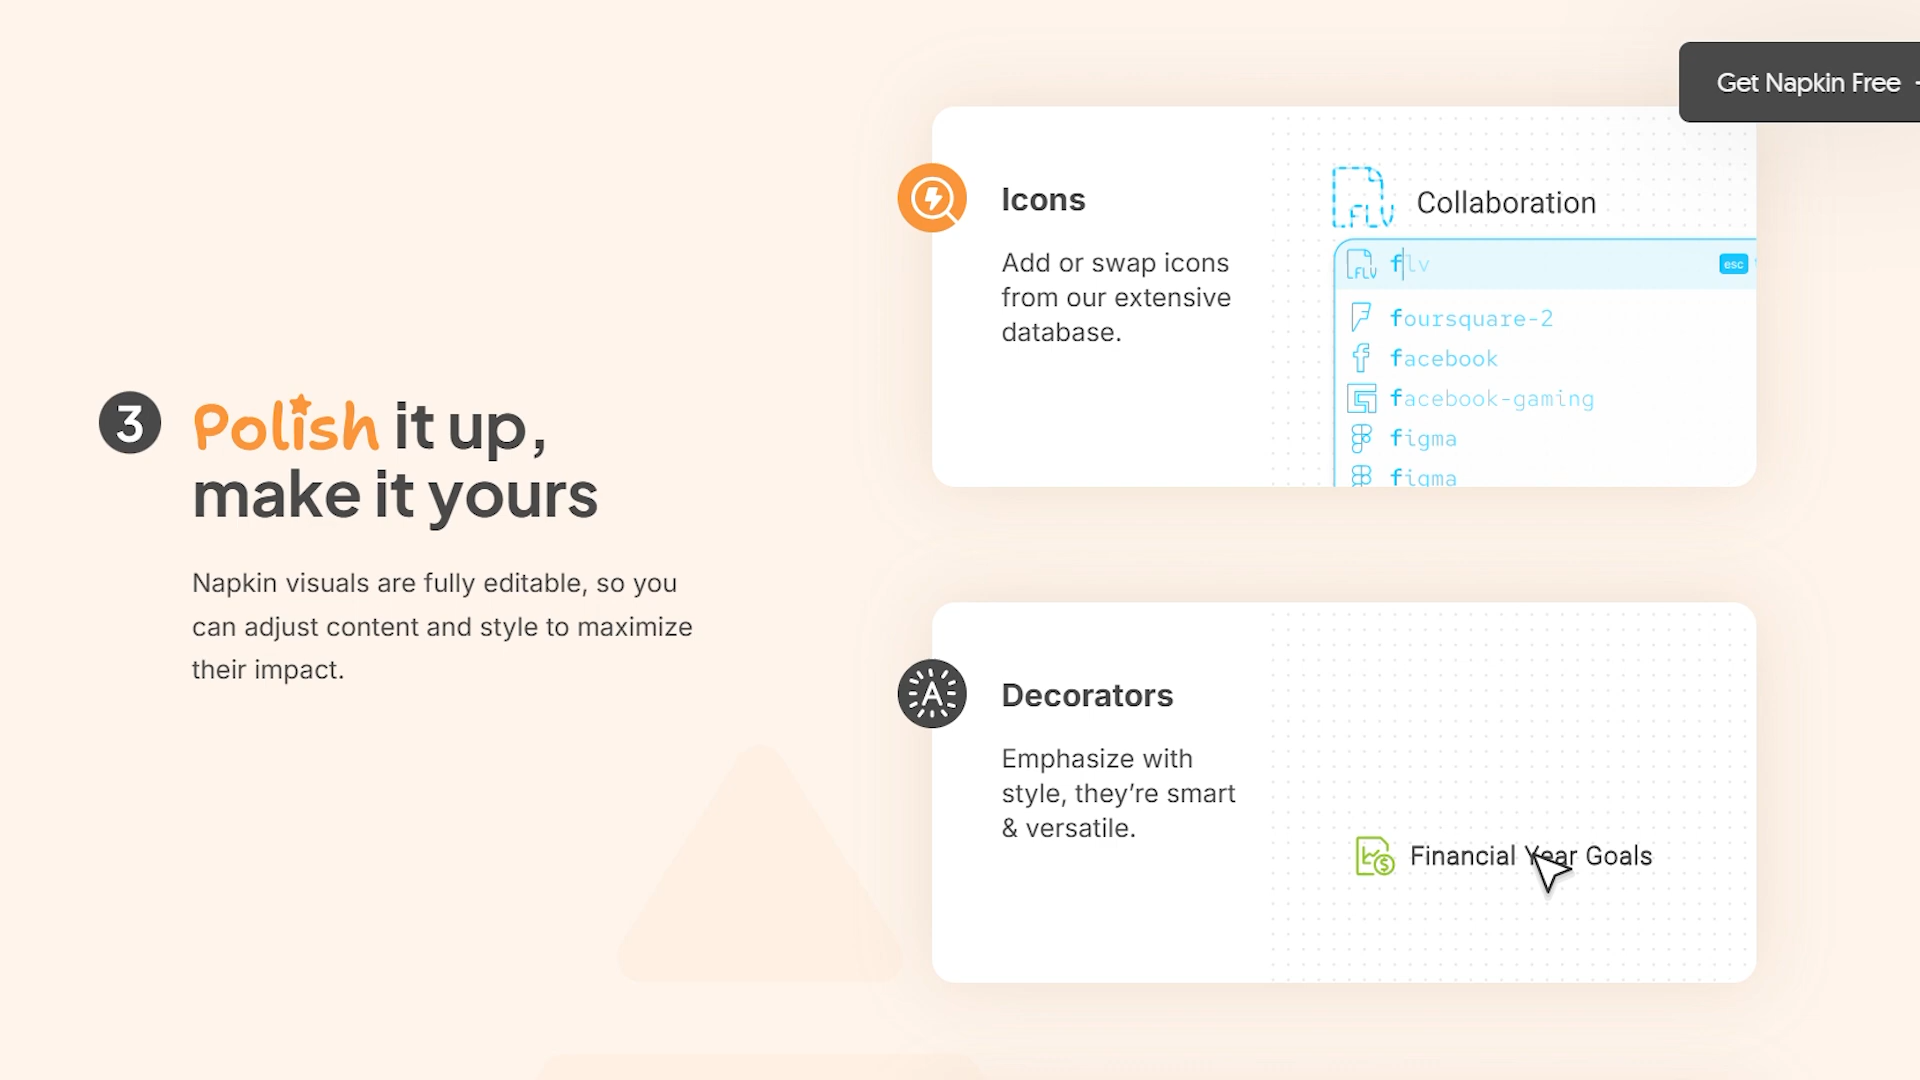 Get Napkin Free
3
Polish it up,
make it yours
Napkin visuals are fully editable, so you
can adjust content and style to maximize
their impact.
Icons
Add or swap icons
from our extensive
database.
FLV
Collaboration
FLV
flv
esc
foursquare-2
facebook
facebook-gaming
figma
figma
A
Decorators
Emphasize with
style, they’re smart
& versatile.
Financial Year Goals